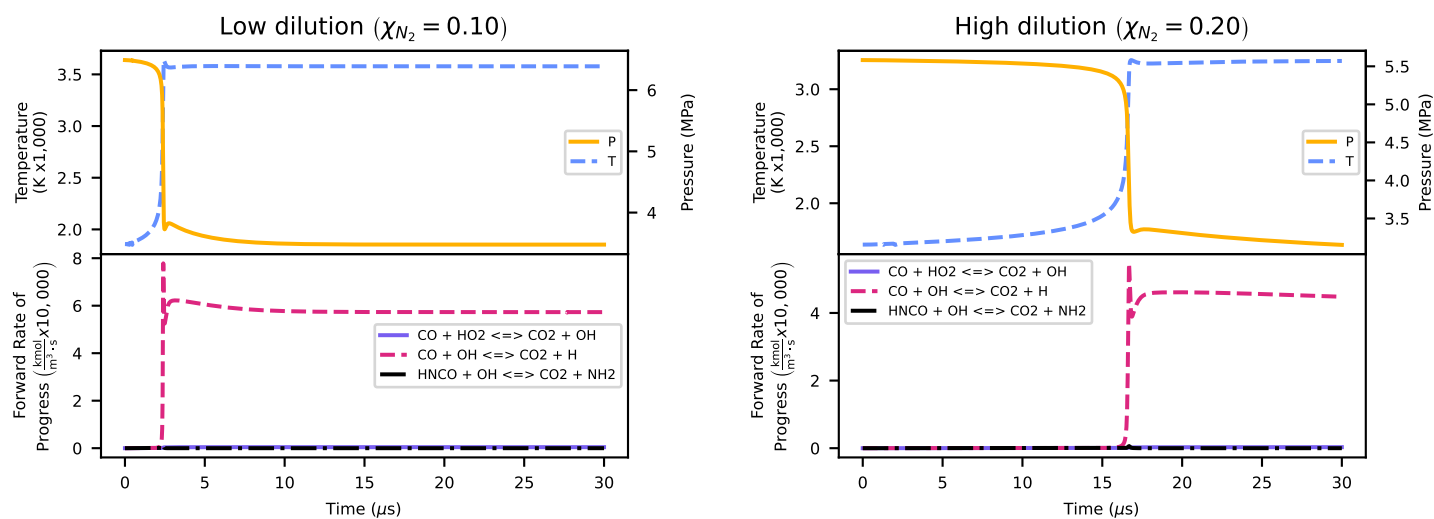 Low dilution (χN₂ = 0.10)
3.5
3.0
2.5
2.0
Temperature
(K x1,000)
6
5
4
Pressure (MPa)
P
T
8
6
4
2
0
Forward Rate of
Progress (kmol/m³·s x10,000)
CO + HO2 <=> CO2 + OH
CO + OH <=> CO2 + H
HNCO + OH <=> CO2 + NH2
0 5 10 15 20 25 30
Time (μs)
High dilution (χN₂ = 0.20)
3.0
2.5
2.0
Temperature
(K x1,000)
5.5
5.0
4.5
4.0
3.5
Pressure (MPa)
P
T
4
2
0
Forward Rate of
Progress (kmol/m³·s x10,000)
CO + HO2 <=> CO2 + OH
CO + OH <=> CO2 + H
HNCO + OH <=> CO2 + NH2
0 5 10 15 20 25 30
Time (μs)